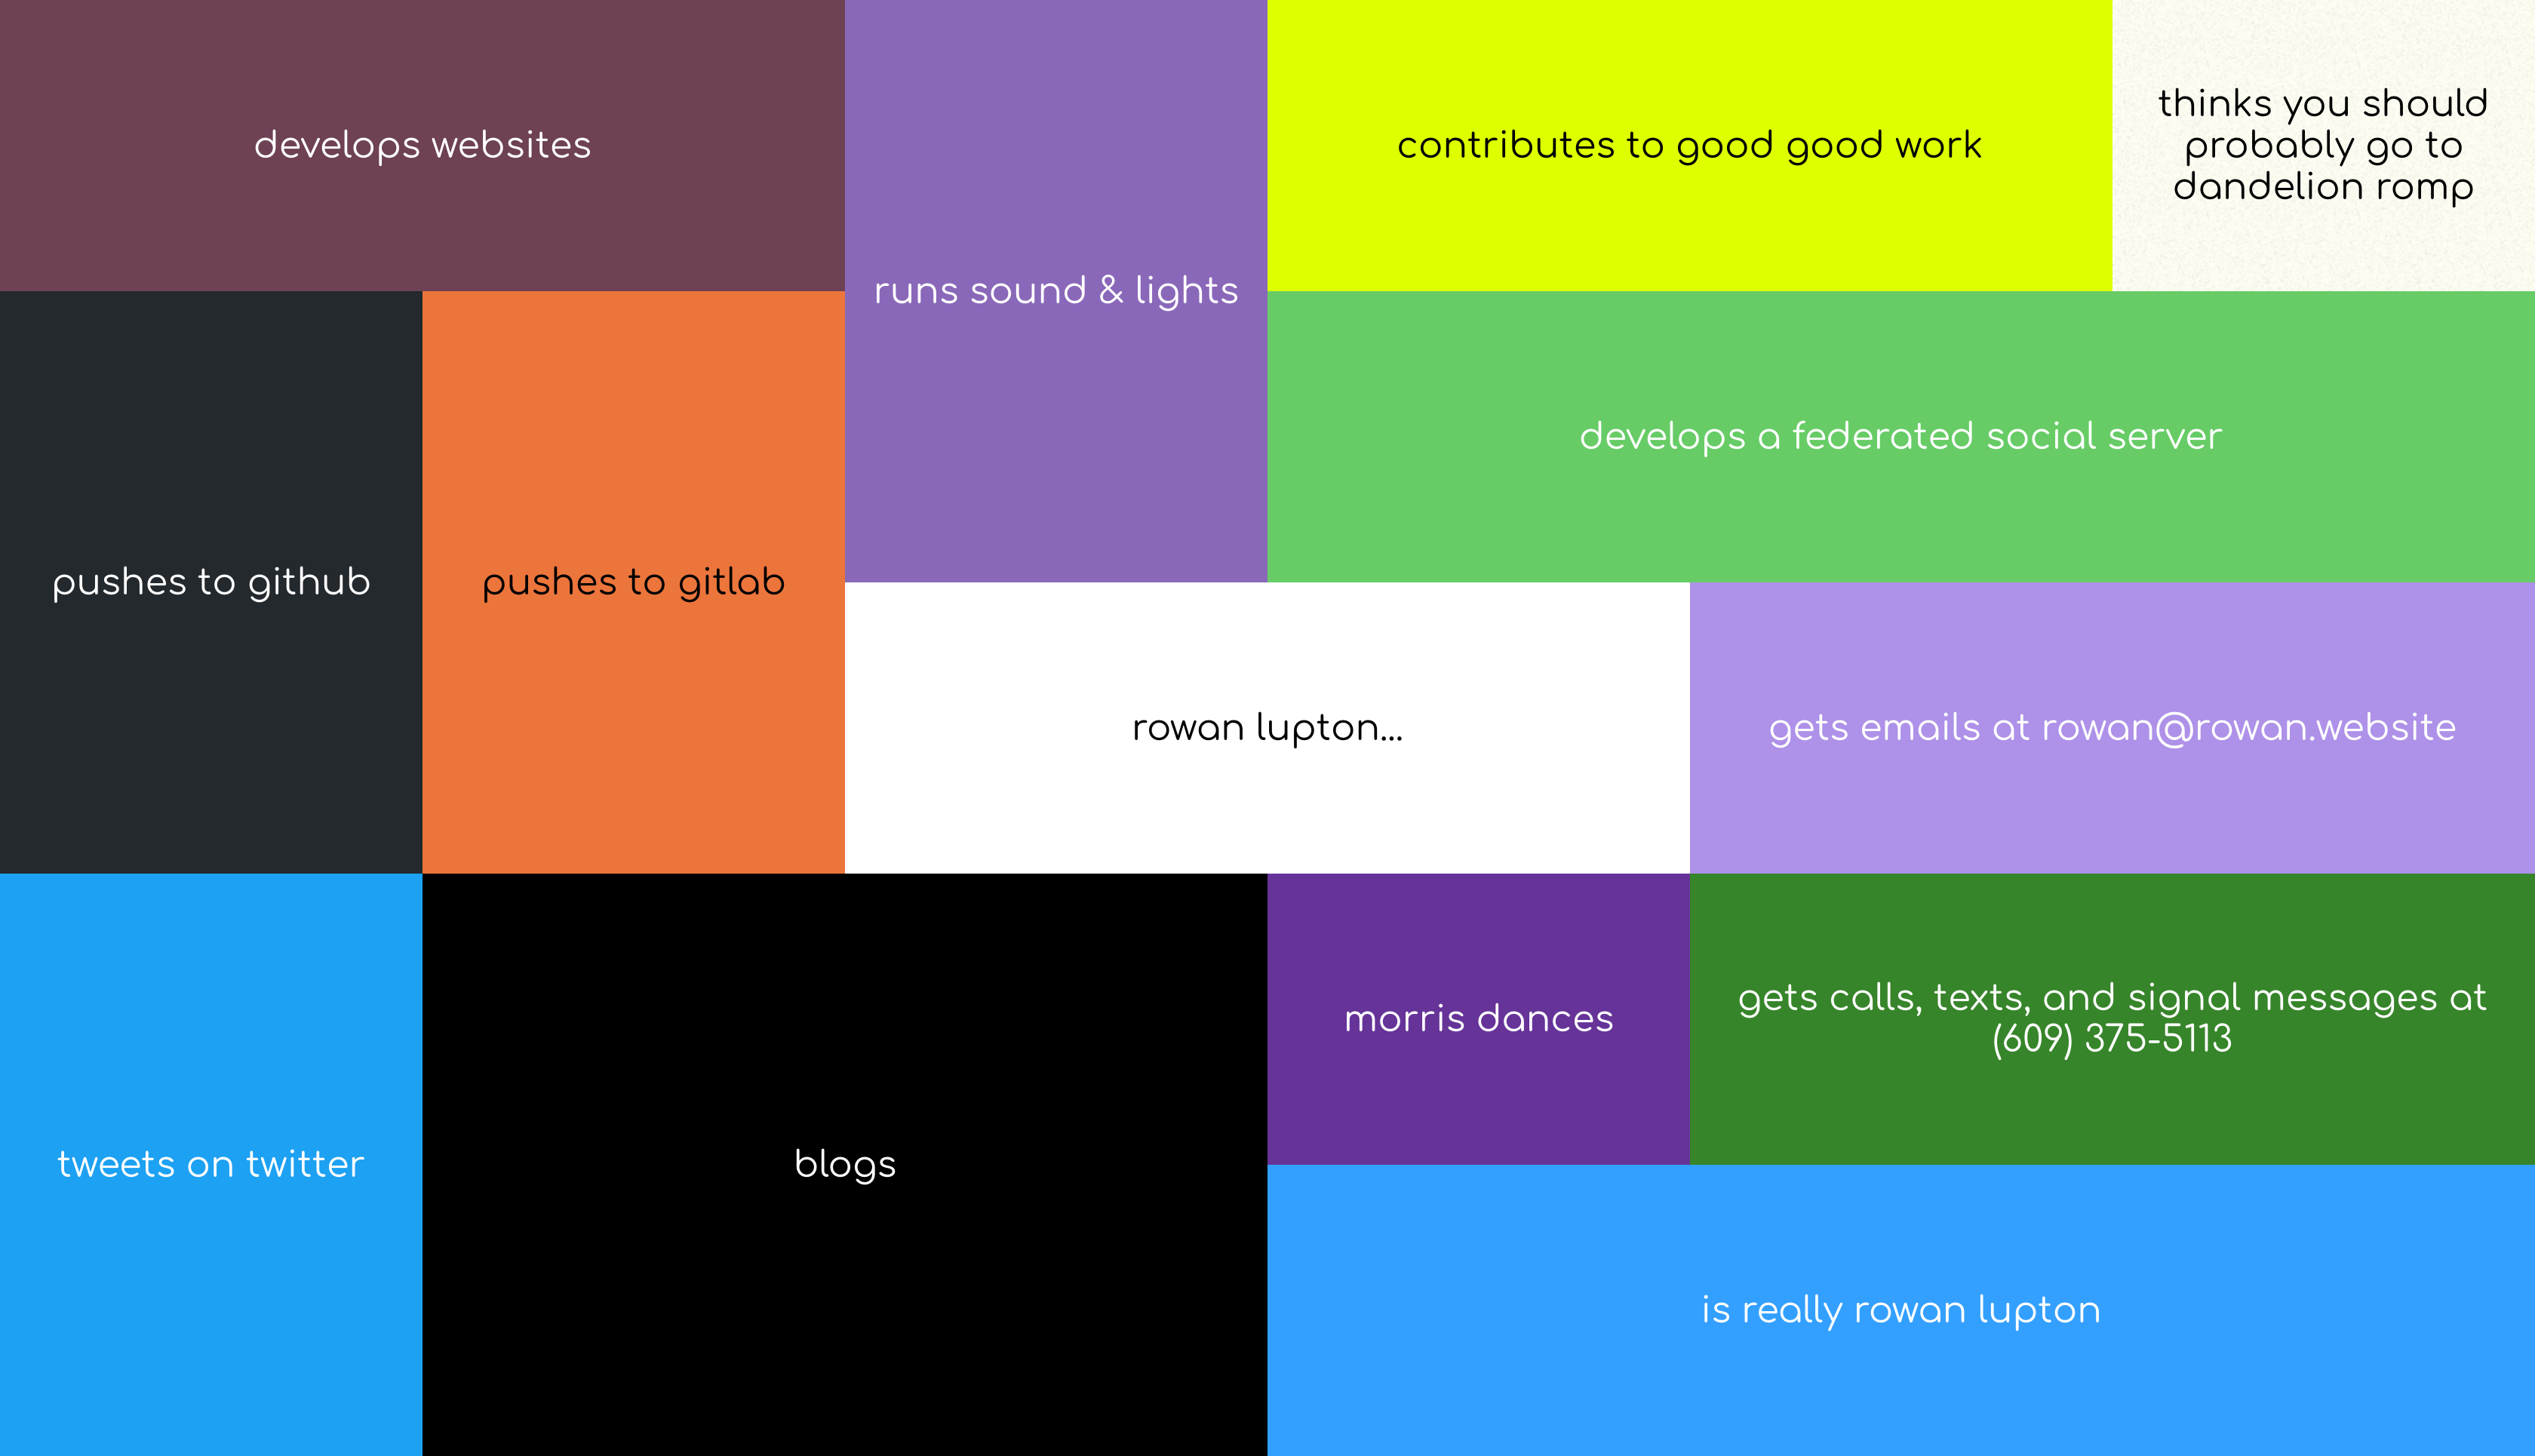 develops websites
runs sound & lights
contributes to good good work
thinks you should
probably go to
dandelion romp
pushes to github
pushes to gitlab
develops a federated social server
rowan lupton...
gets emails at rowan@rowan.website
tweets on twitter
blogs
morris dances
gets calls, texts, and signal messages at
(609) 375-5113
is really rowan lupton